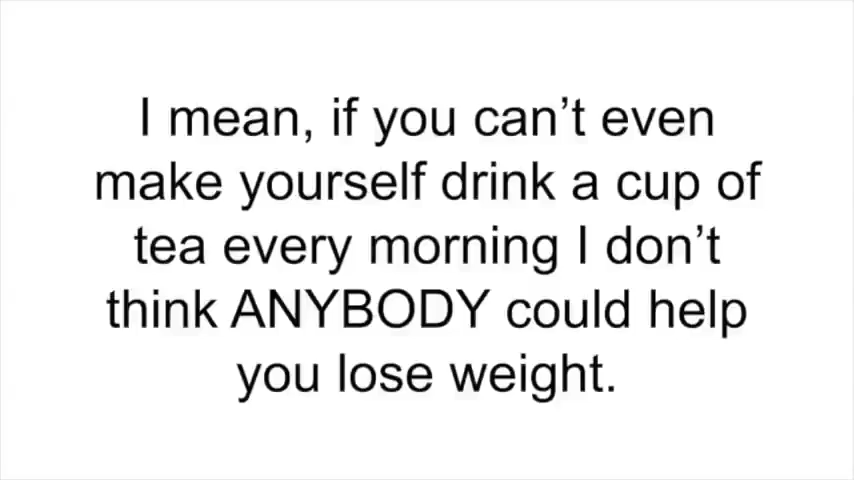 I mean, if you can’t even
make yourself drink a cup of
tea every morning I don’t
think ANYBODY could help
you lose weight.